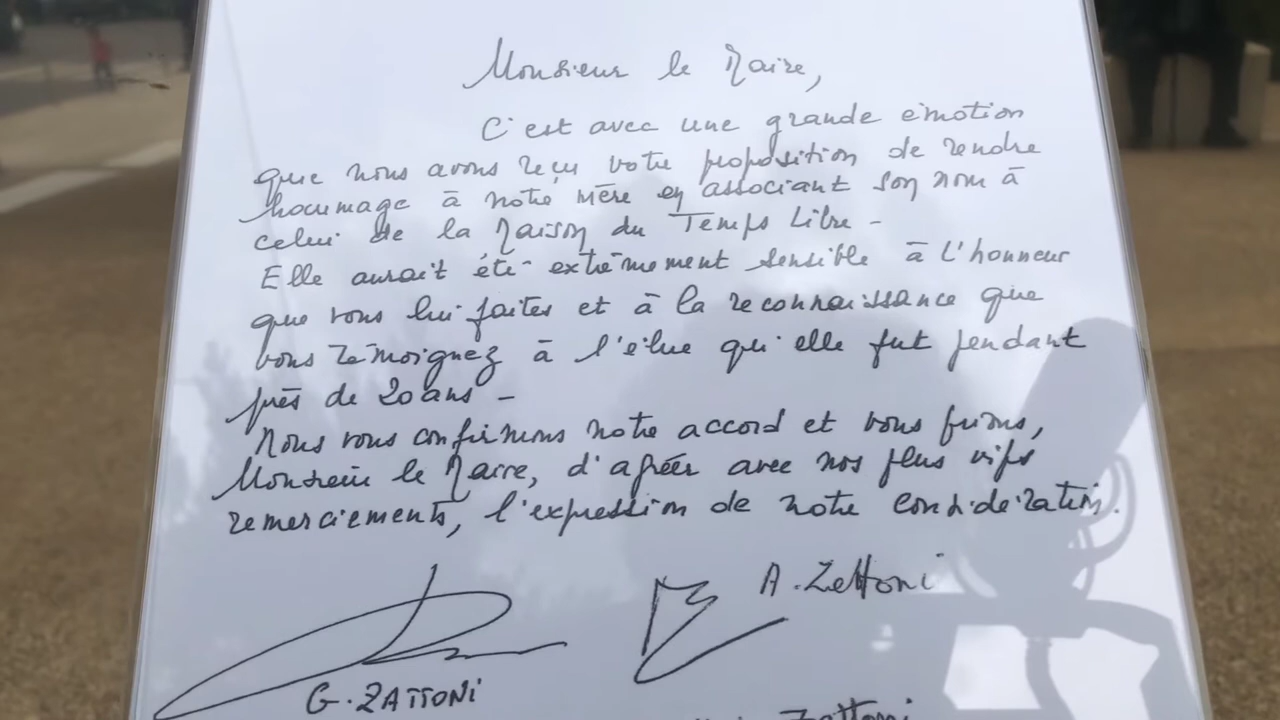 Monsieur le Maire,
C'est avec une grande émotion
que nous avons reçu votre proposition de rendre
hommage à notre mère en associant son nom à
celui de la Maison du Temps Libre -
Elle aurait été extrêmement sensible à l'honneur
que vous lui faites et à la reconnaissance que
vous témoignez à l'élue qu'elle fut pendant
près de 20 ans -
Nous vous confirmons notre accord et vous prions,
Monsieur le Maire, d'agréer avec nos plus vifs
remerciements, l'expression de notre considération.
A. Zattoni
G. ZATTONI
Zattoni